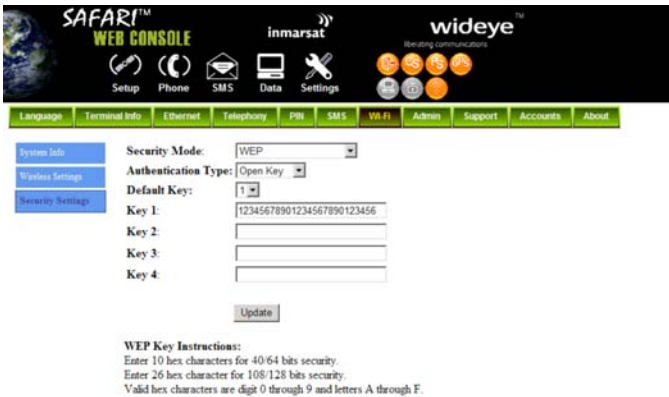 SAFARI™
WEB CONSOLE
inmarsat
wideye™
liberating communications
Setup Phone SMS Data Settings
CS PS GPS
Language Terminal Info Ethernet Telephony PIN SMS Wi-Fi Admin Support Accounts About
System Info
Wireless Settings
Security Settings
Security Mode: WEP
Authentication Type: Open Key
Default Key: 1
Key 1: 12345678901234567890123456
Key 2:
Key 3:
Key 4:
Update
WEP Key Instructions:
Enter 10 hex characters for 40/64 bits security.
Enter 26 hex character for 108/128 bits security.
Valid hex characters are digit 0 through 9 and letters A through F.